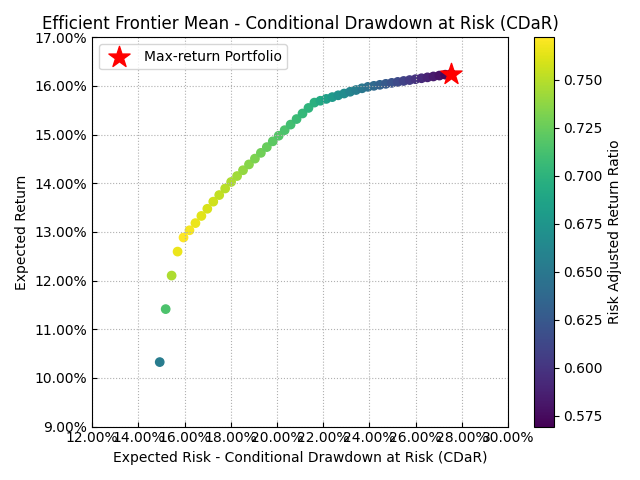 Efficient Frontier Mean - Conditional Drawdown at Risk (CDaR)
17.00%
16.00%
15.00%
14.00%
13.00%
12.00%
11.00%
10.00%
9.00%
Expected Return
Max-return Portfolio
12.00% 14.00% 16.00% 18.00% 20.00% 22.00% 24.00% 26.00% 28.00% 30.00%
Expected Risk - Conditional Drawdown at Risk (CDaR)
0.750
0.725
0.700
0.675
0.650
0.625
0.600
0.575
Risk Adjusted Return Ratio